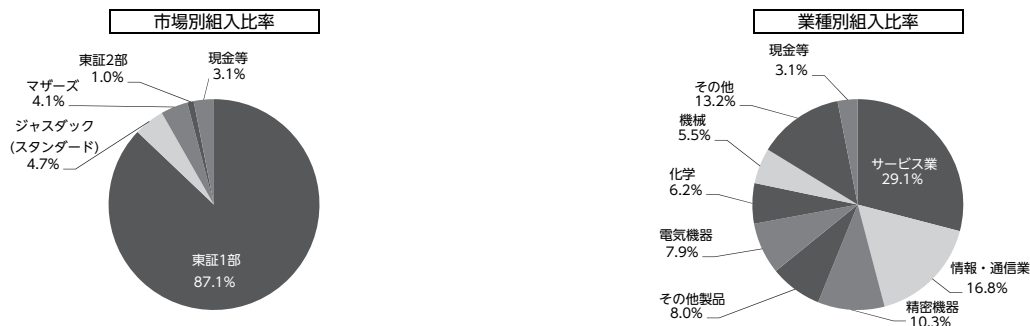 市場別組入比率
東証2部
1.0%
現金等
3.1%
マザーズ
4.1%
ジャスダック
(スタンダード)
4.7%
東証1部
87.1%
業種別組入比率
現金等
3.1%
その他
13.2%
機械
5.5%
化学
6.2%
電気機器
7.9%
その他製品
8.0%
サービス業
29.1%
情報・通信業
16.8%
精密機器
10.3%